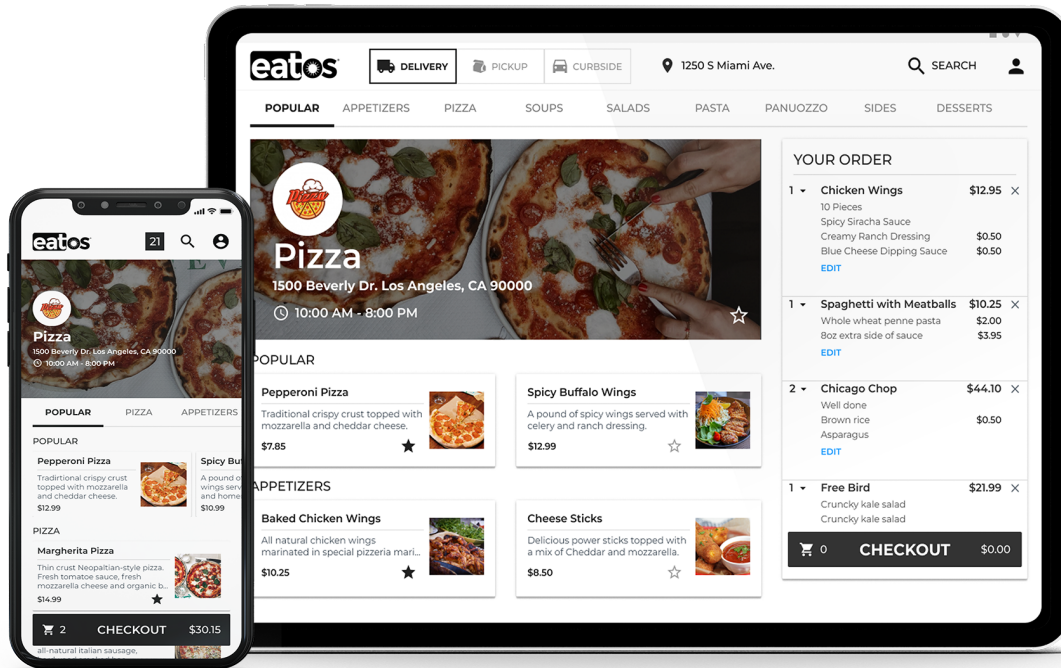 eatos
DELIVERY
PICKUP
CURBSIDE
1250 S Miami Ave.
SEARCH
POPULAR
APPETIZERS
PIZZA
SOUPS
SALADS
PASTA
PANUOZZO
SIDES
DESSERTS
Pizza
1500 Beverly Dr. Los Angeles, CA 90000
10:00 AM - 8:00 PM
POPULAR
Pepperoni Pizza
Traditional crispy crust topped with
mozzarella and cheddar cheese.
$7.85
Spicy Buffalo Wings
A pound of spicy wings served with
celery and ranch dressing.
$12.99
APPETIZERS
Baked Chicken Wings
All natural chicken wings
marinated in special pizzeria mari...
$10.25
Cheese Sticks
Delicious power sticks topped with
a mix of Cheddar and mozzarella.
$8.50
YOUR ORDER
1 Chicken Wings $12.95
10 Pieces
Spicy Siracha Sauce
Creamy Ranch Dressing $0.50
Blue Cheese Dipping Sauce $0.50
EDIT
1 Spaghetti with Meatballs $10.25
Whole wheat penne pasta $2.00
8oz extra side of sauce $3.95
EDIT
2 Chicago Chop $44.10
Well done
Brown rice $0.50
Asparagus
EDIT
1 Free Bird $21.99
Cruncky kale salad
Crunchy kale salad
0 CHECKOUT $0.00
eatos
21
Pizza
1500 Beverly Dr. Los Angeles, CA 90000
10:00 AM - 8:00 PM
POPULAR
PIZZA
APPETIZERS
POPULAR
Pepperoni Pizza
Traditional crispy crust
topped with mozzarella
and cheddar cheese.
$12.99
Spicy Bu
A pound o
wings serv
and home
$10.99
PIZZA
Margherita Pizza
Thin crust Neopaltian-style pizza.
Fresh tomatoe sauce, fresh
mozzarella cheese and organic b...
$14.99
2 CHECKOUT $30.15
all-natural italian sausage,